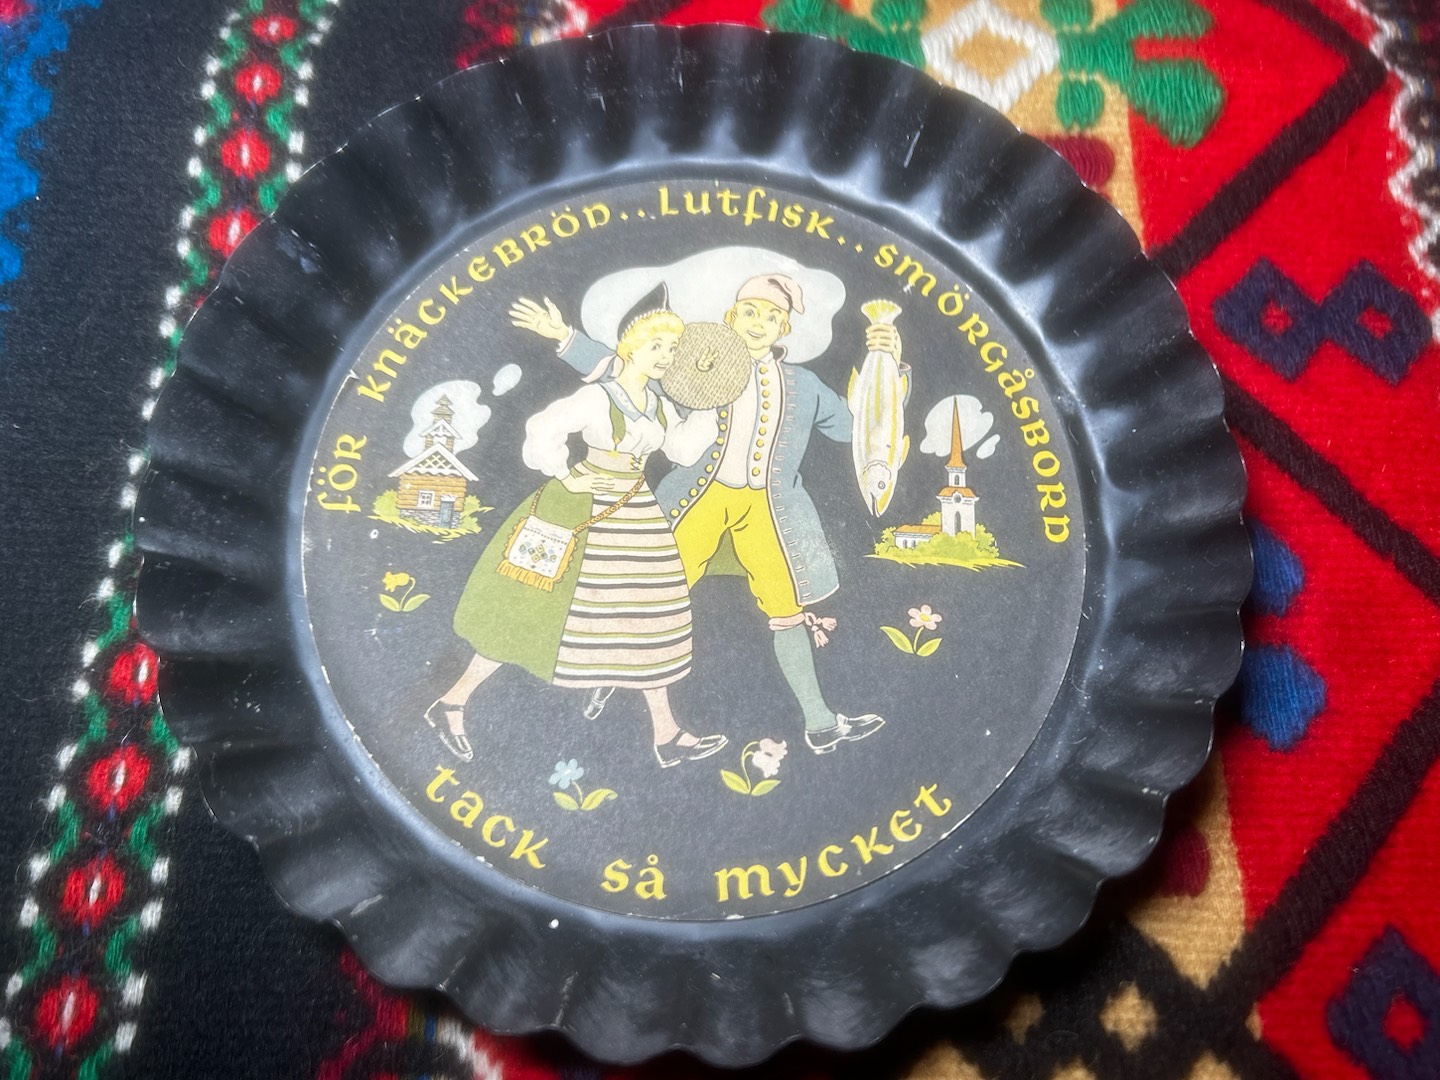 för knäckebröd..lutfisk..smörgåsbord
tack så mycket